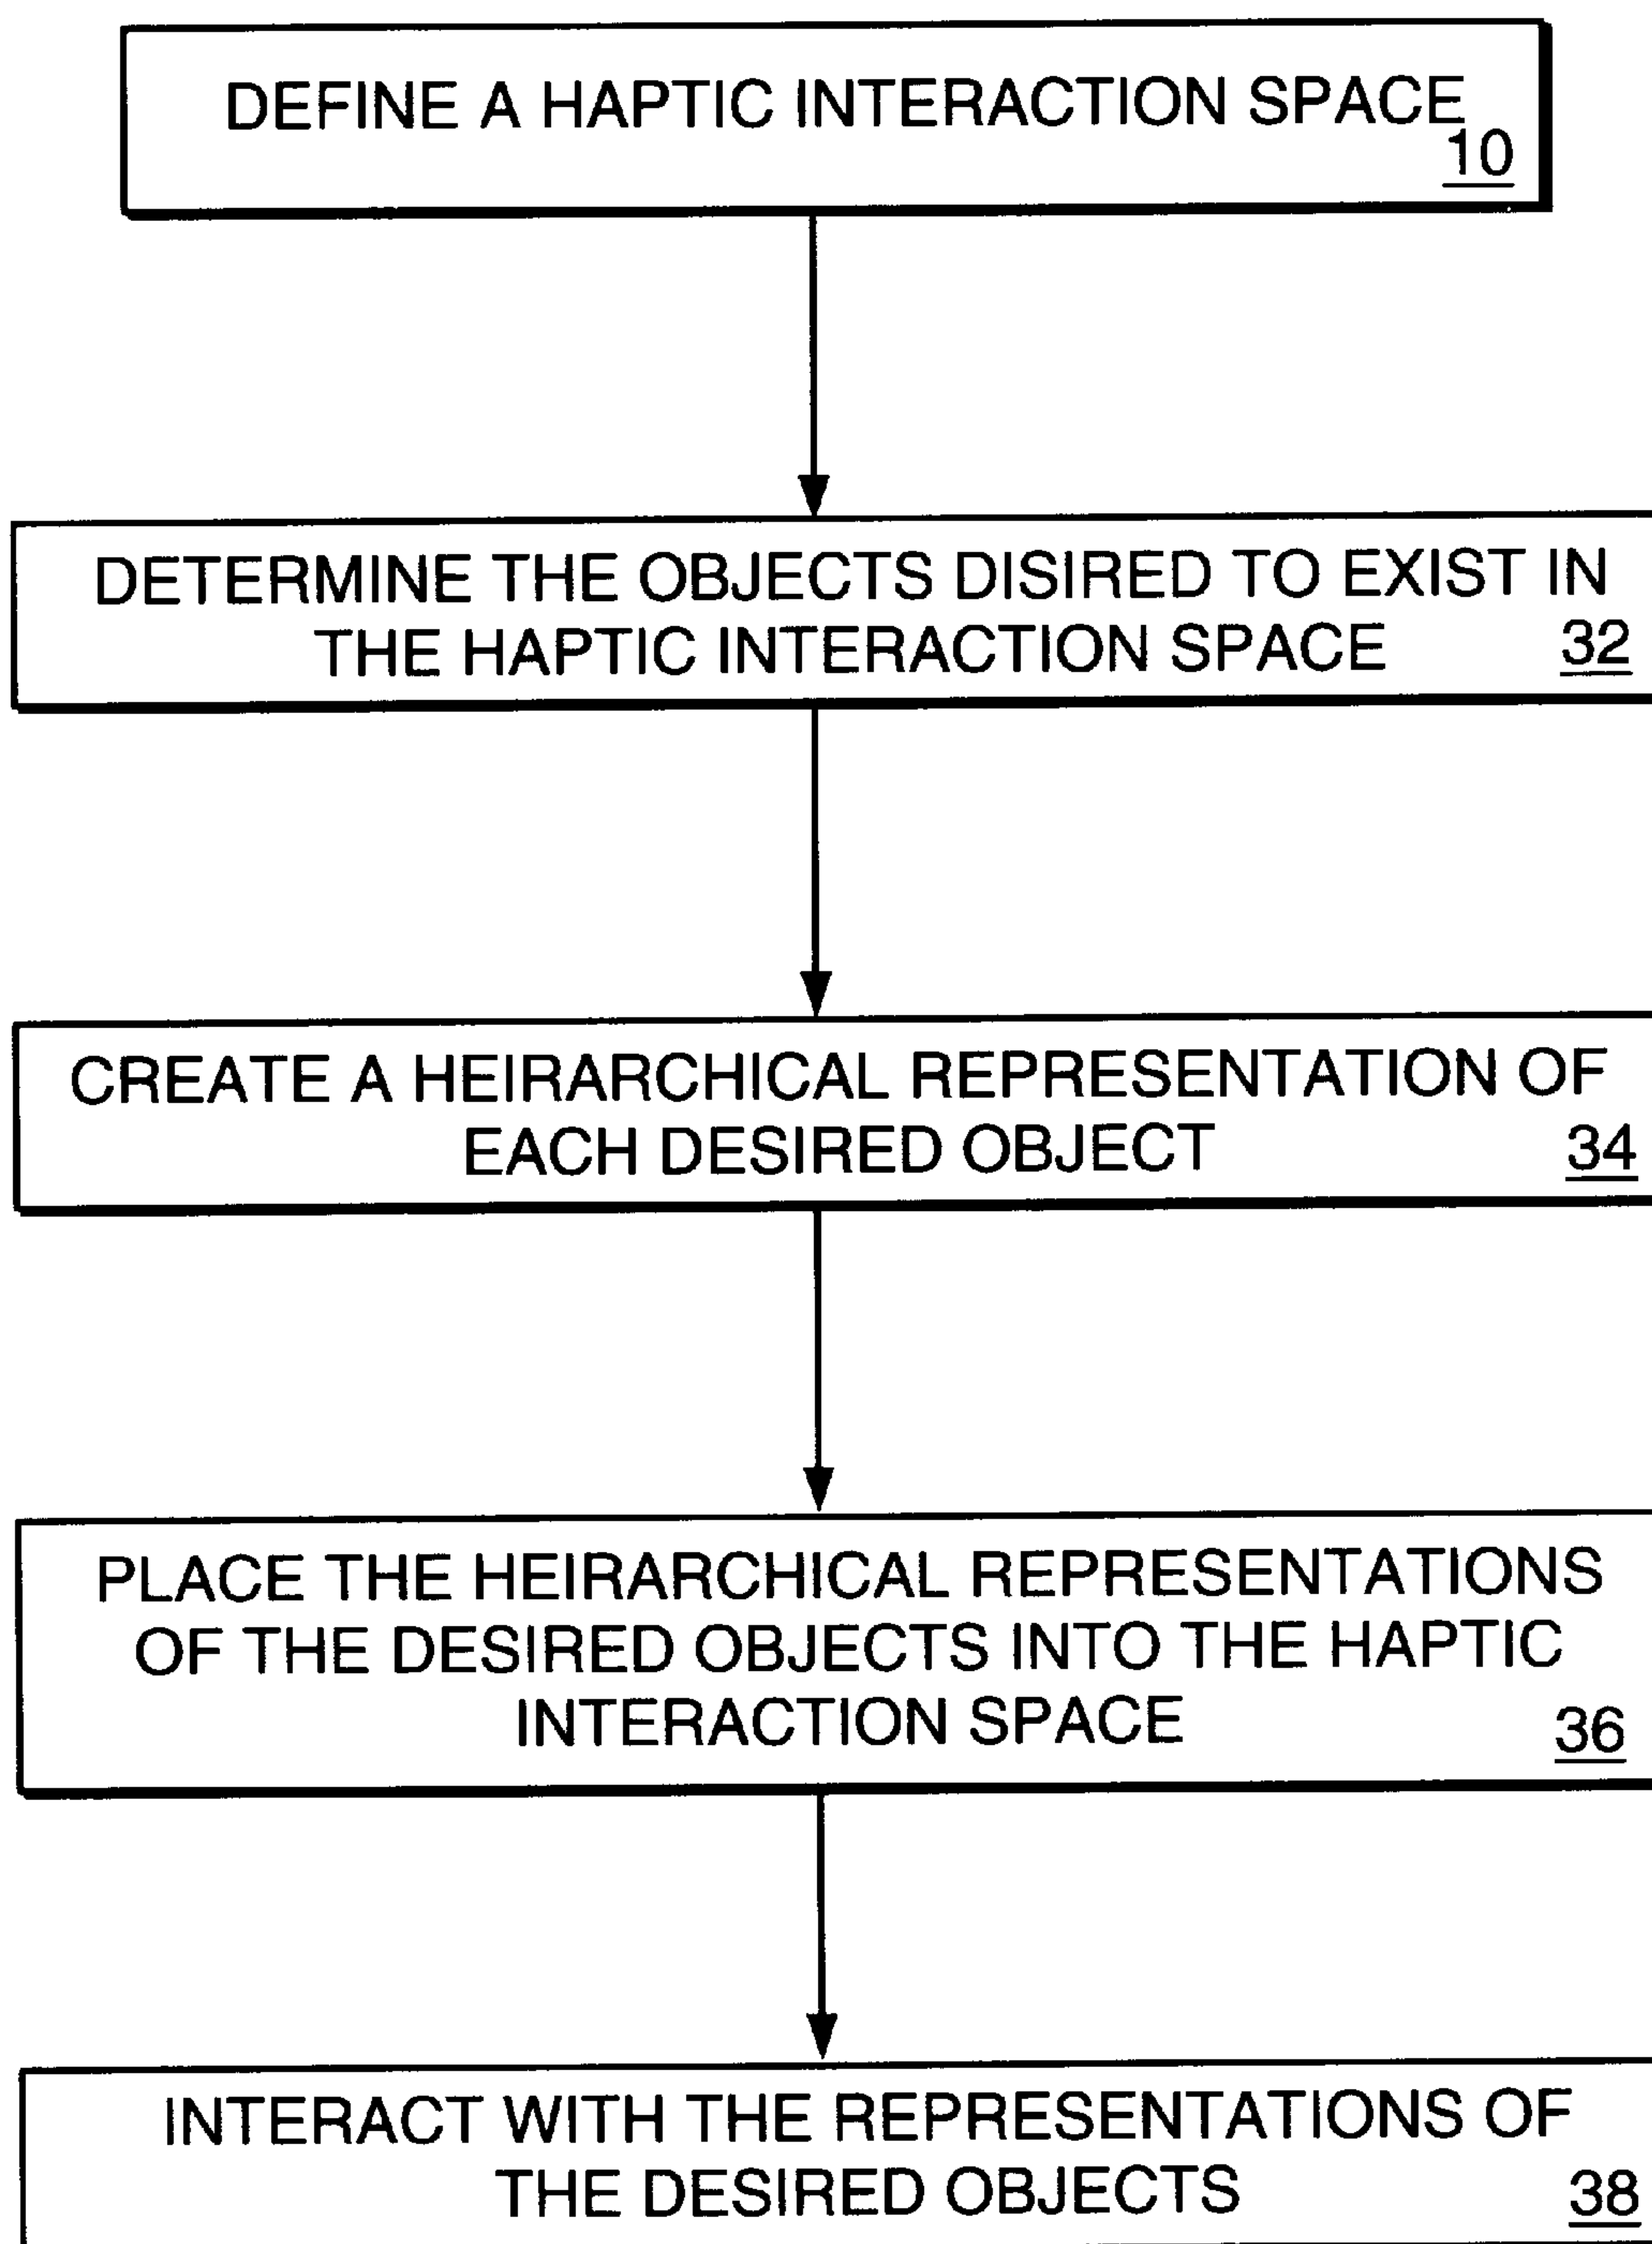 DEFINE A HAPTIC INTERACTION SPACE
10
DETERMINE THE OBJECTS DISIRED TO EXIST IN
THE HAPTIC INTERACTION SPACE 32
CREATE A HEIRARCHICAL REPRESENTATION OF
EACH DESIRED OBJECT 34
PLACE THE HEIRARCHICAL REPRESENTATIONS
OF THE DESIRED OBJECTS INTO THE HAPTIC
INTERACTION SPACE 36
INTERACT WITH THE REPRESENTATIONS OF
THE DESIRED OBJECTS 38